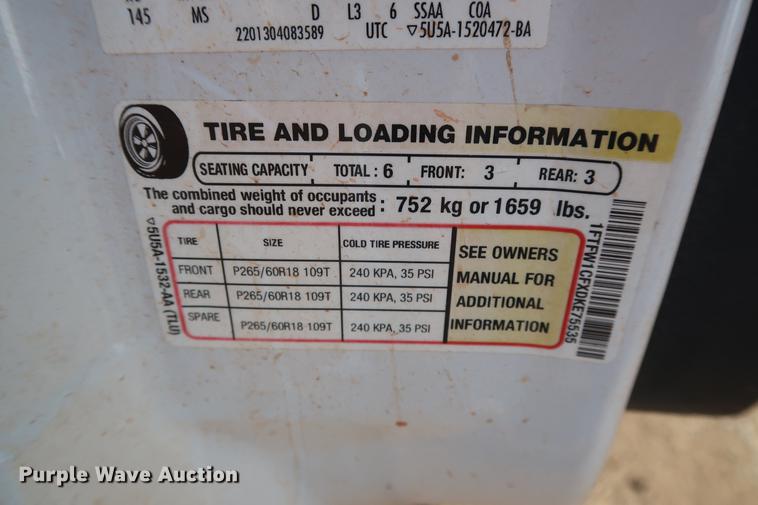 145 MS D L3 6 SSAA COA
2201304083589 UTC ▽5U5A-1520472-BA
TIRE AND LOADING INFORMATION
SEATING CAPACITY TOTAL : 6 FRONT: 3 REAR: 3
The combined weight of occupants
and cargo should never exceed : 752 kg or 1659 lbs.
TIRE SIZE COLD TIRE PRESSURE
FRONT P265/60R18 109T 240 KPA, 35 PSI
REAR P265/60R18 109T 240 KPA, 35 PSI
SPARE P265/60R18 109T 240 KPA, 35 PSI
SEE OWNERS
MANUAL FOR
ADDITIONAL
INFORMATION
▽5U5A-1532-AA (TLU)
1FTFW1CFXDKE75535
Purple Wave Auction